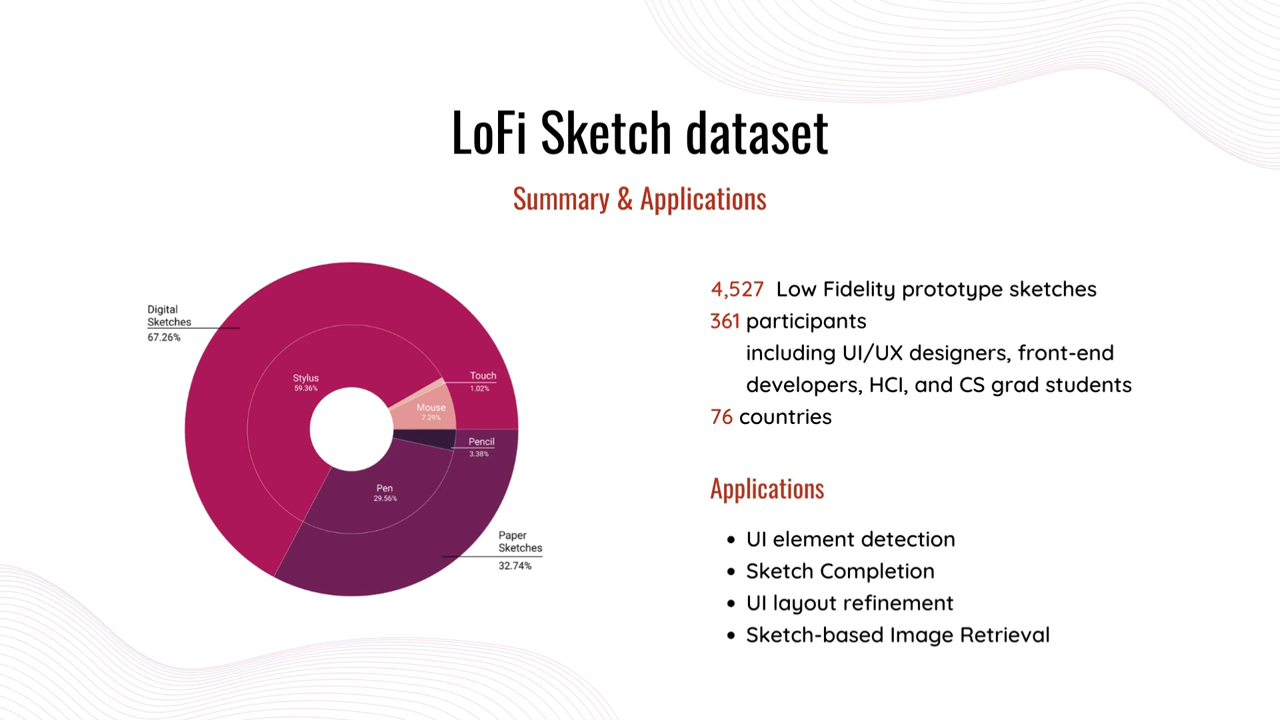 LoFi Sketch dataset
Summary & Applications
Digital
Sketches
67.26%
Stylus
59.36%
Touch
1.02%
Mouse
7.29%
Pencil
3.38%
Pen
29.56%
Paper
Sketches
32.74%
4,527 Low Fidelity prototype sketches
361 participants
including UI/UX designers, front-end
developers, HCI, and CS grad students
76 countries
Applications
• UI element detection
• Sketch Completion
• UI layout refinement
• Sketch-based Image Retrieval